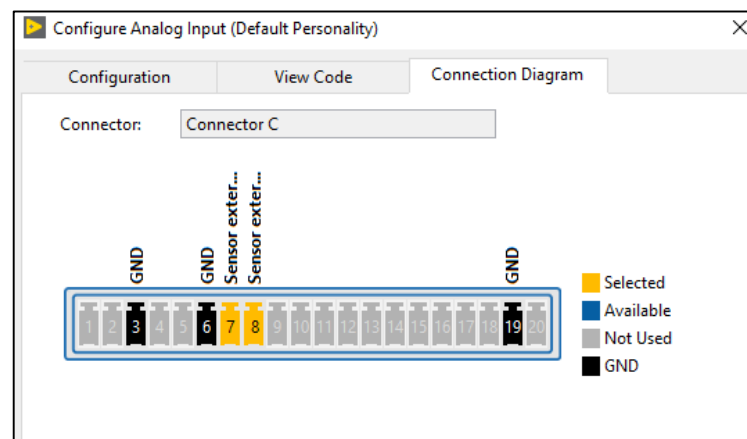 Configure Analog Input (Default Personality)
Configuration View Code Connection Diagram
Connector: Connector C
GND GND Sensor exter... Sensor exter... GND
1 2 3 4 5 6 7 8 9 10 11 12 13 14 15 16 17 18 19 20
Selected
Available
Not Used
GND